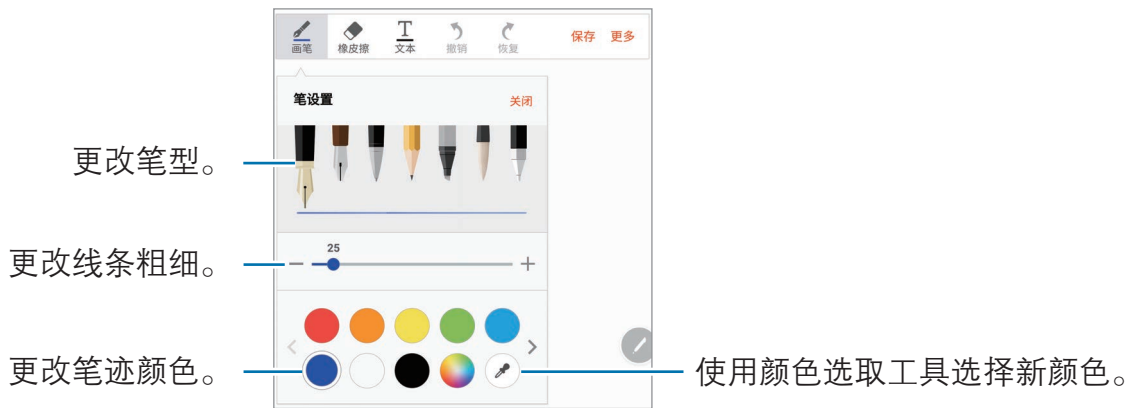 画笔 橡皮擦 文本 撤销 恢复 保存 更多
笔设置 关闭
更改笔型。
25
更改线条粗细。
更改笔迹颜色。
使用颜色选取工具选择新颜色。